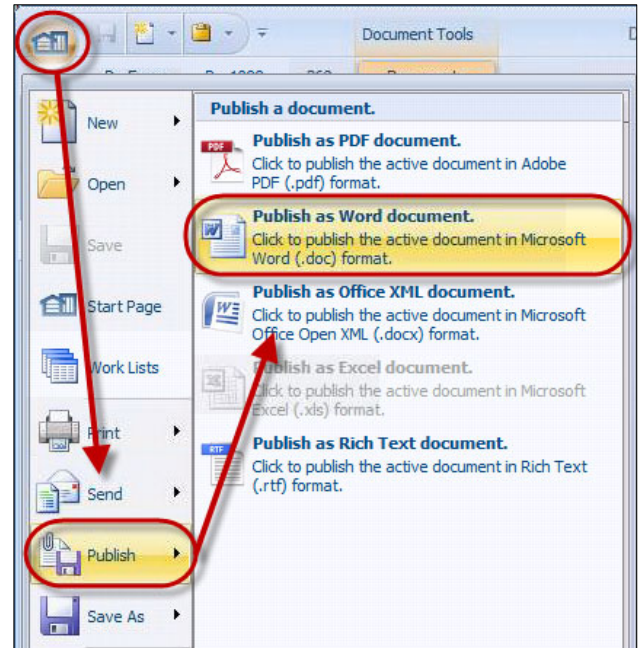 Document Tools
New
Open
Save
Start Page
Work Lists
Print
Send
Publish
Save As
Publish a document.
PDF
Publish as PDF document.
Click to publish the active document in Adobe
PDF (.pdf) format.
Publish as Word document.
Click to publish the active document in Microsoft
Word (.doc) format.
Publish as Office XML document.
Click to publish the active document in Microsoft
Office Open XML (.docx) format.
Publish as Excel document.
Click to publish the active document in Microsoft
Excel (.xls) format.
RTF
Publish as Rich Text document.
Click to publish the active document in Rich Text
(.rtf) format.